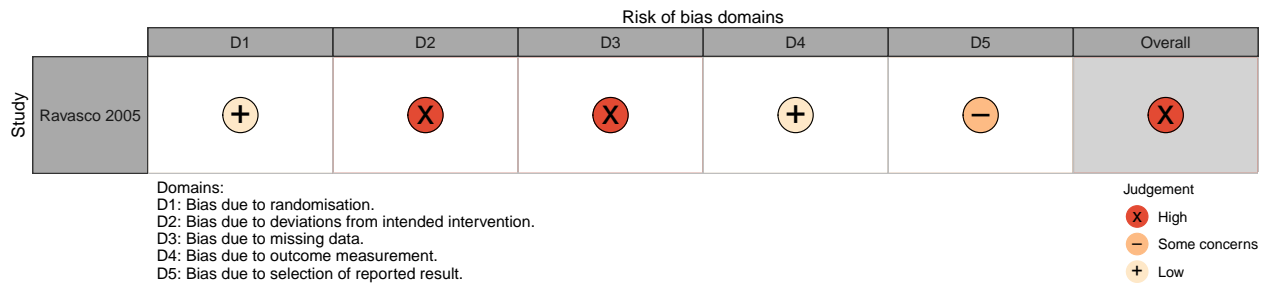 Risk of bias domains
D1 D2 D3 D4 D5 Overall
Study
Ravasco 2005 + X X + − X
Domains:
D1: Bias due to randomisation.
D2: Bias due to deviations from intended intervention.
D3: Bias due to missing data.
D4: Bias due to outcome measurement.
D5: Bias due to selection of reported result.
Judgement
X High
− Some concerns
+ Low